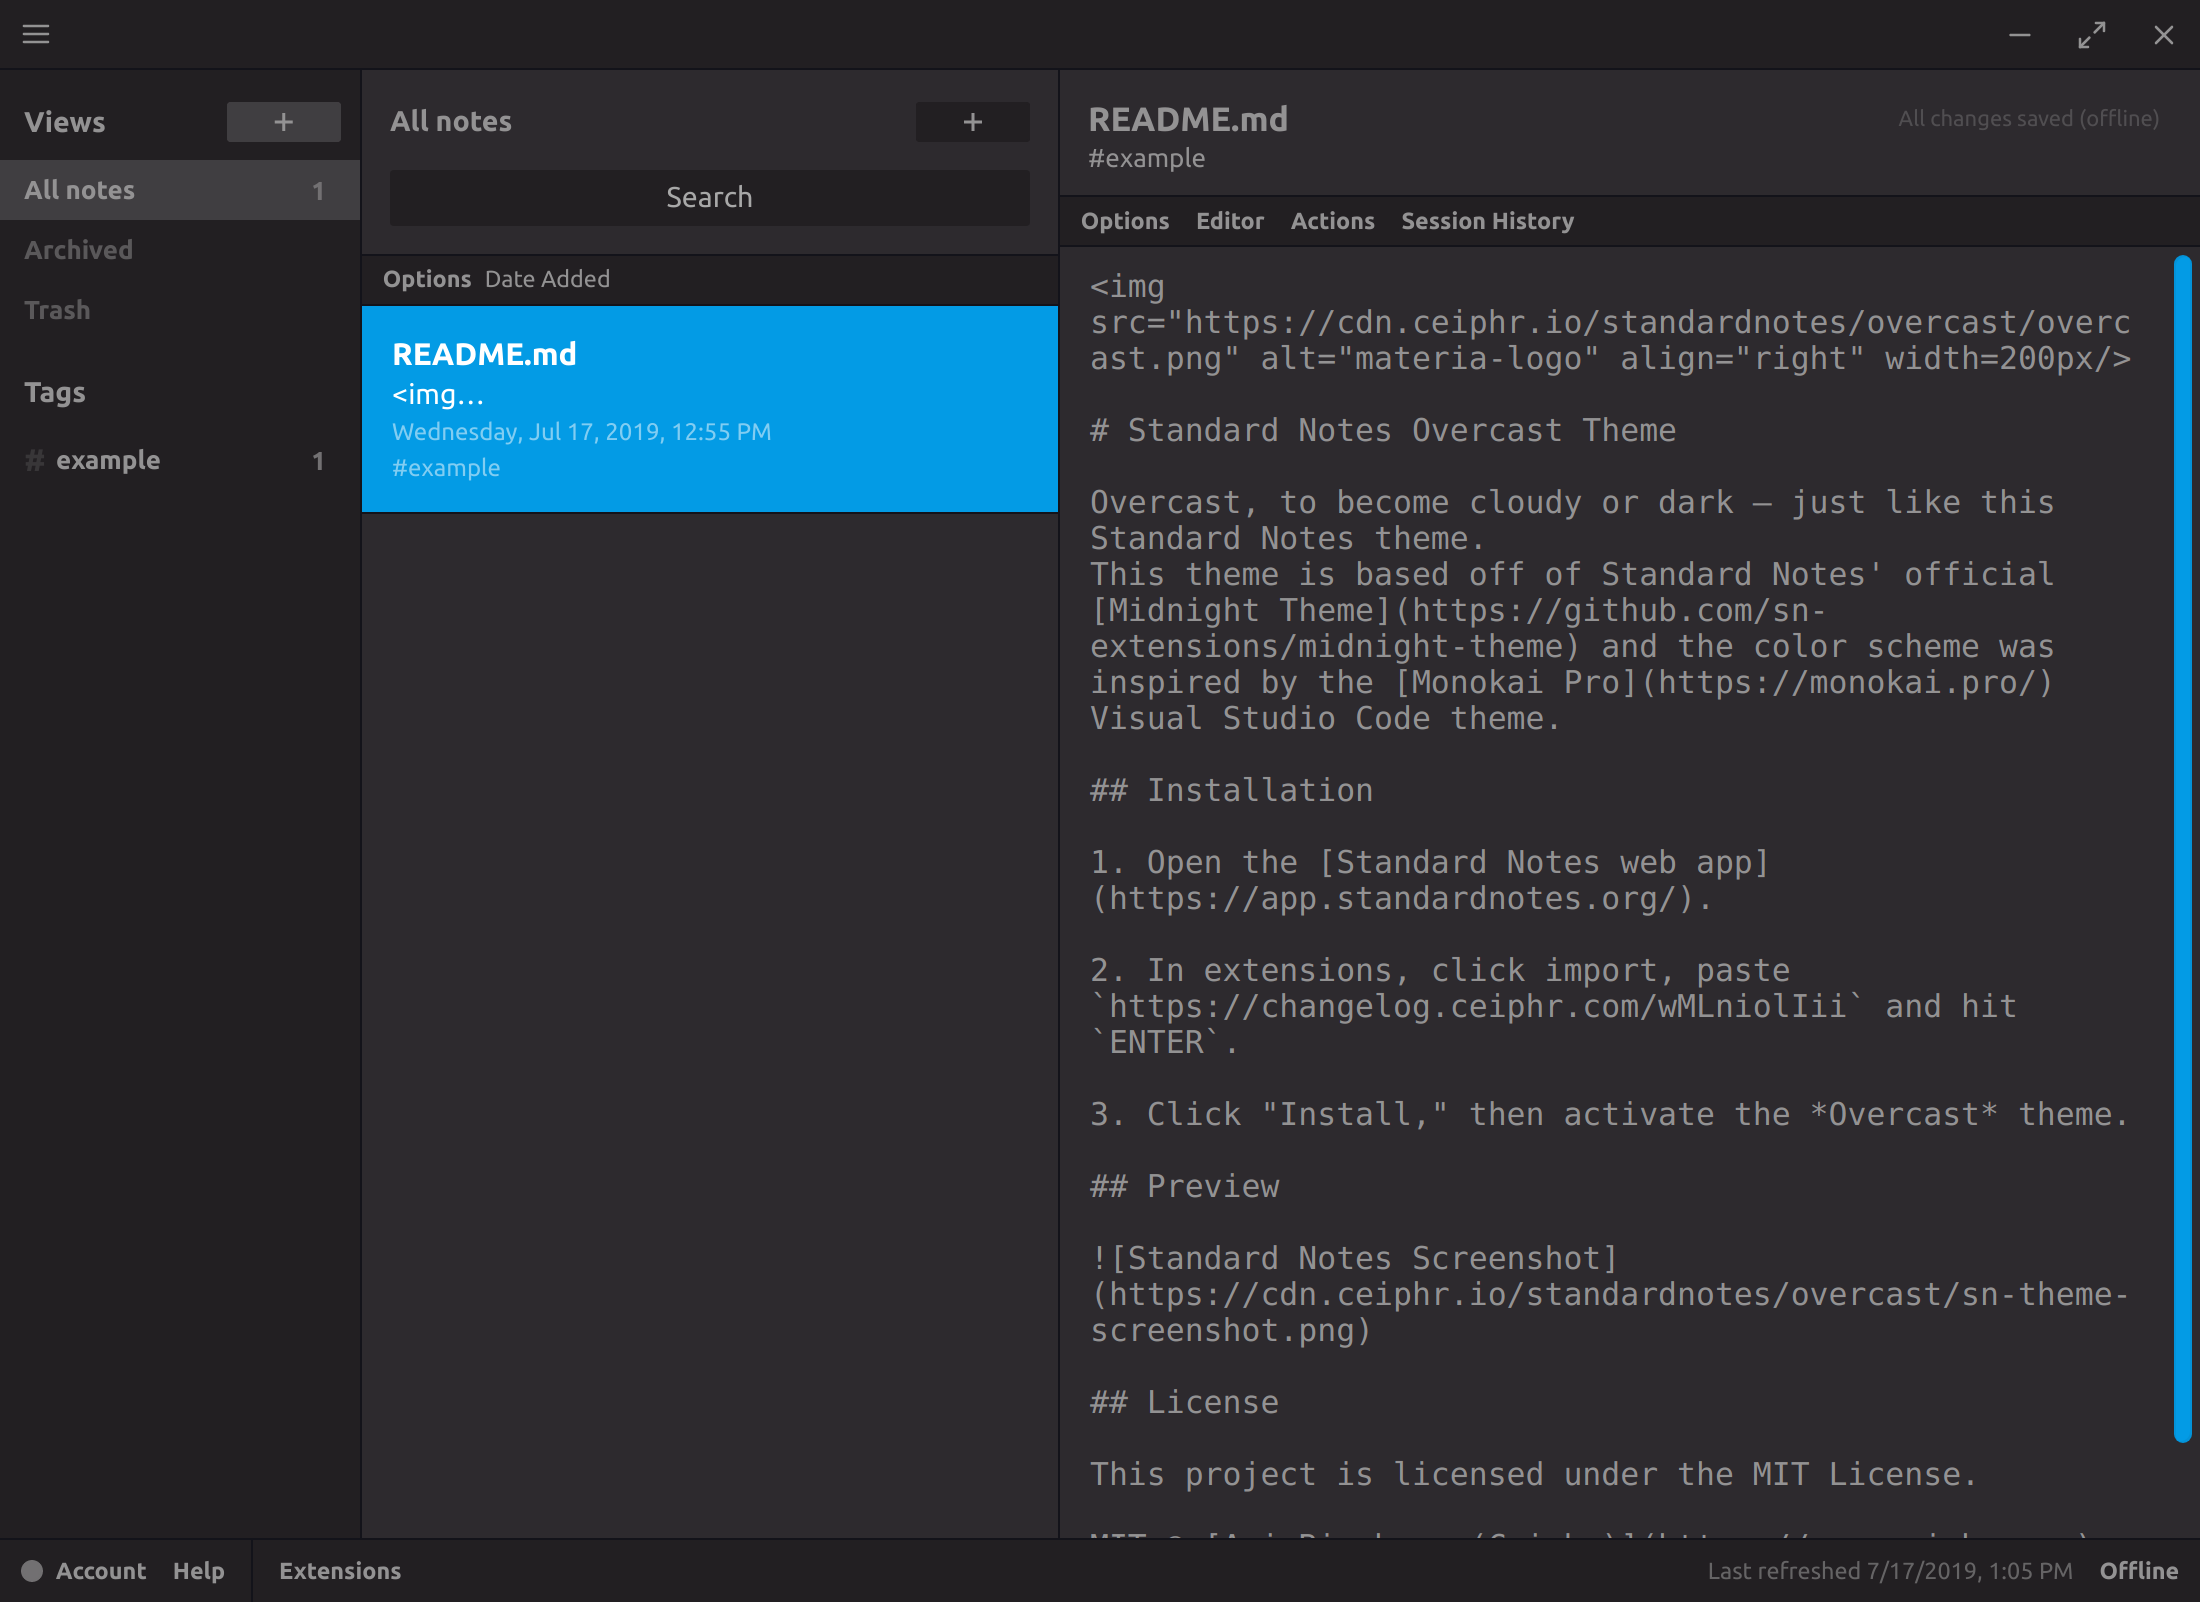 Views
+
All notes 1
Archived
Trash
Tags
# example 1
All notes
+
Search
Options Date Added
README.md
<img...
Wednesday, Jul 17, 2019, 12:55 PM
#example
README.md
All changes saved (offline)
#example
Options Editor Actions Session History
<img
src="https://cdn.ceiphr.io/standardnotes/overcast/overc
ast.png" alt="materia-logo" align="right" width=200px/>
# Standard Notes Overcast Theme
Overcast, to become cloudy or dark — just like this
Standard Notes theme.
This theme is based off of Standard Notes' official
[Midnight Theme](https://github.com/sn-
extensions/midnight-theme) and the color scheme was
inspired by the [Monokai Pro](https://monokai.pro/)
Visual Studio Code theme.
## Installation
1. Open the [Standard Notes web app]
(https://app.standardnotes.org/).
2. In extensions, click import, paste
`https://changelog.ceiphr.com/wMLniolIii` and hit
`ENTER`.
3. Click "Install," then activate the *Overcast* theme.
## Preview
![Standard Notes Screenshot]
(https://cdn.ceiphr.io/standardnotes/overcast/sn-theme-
screenshot.png)
## License
This project is licensed under the MIT License.
Account Help Extensions
Last refreshed 7/17/2019, 1:05 PM Offline